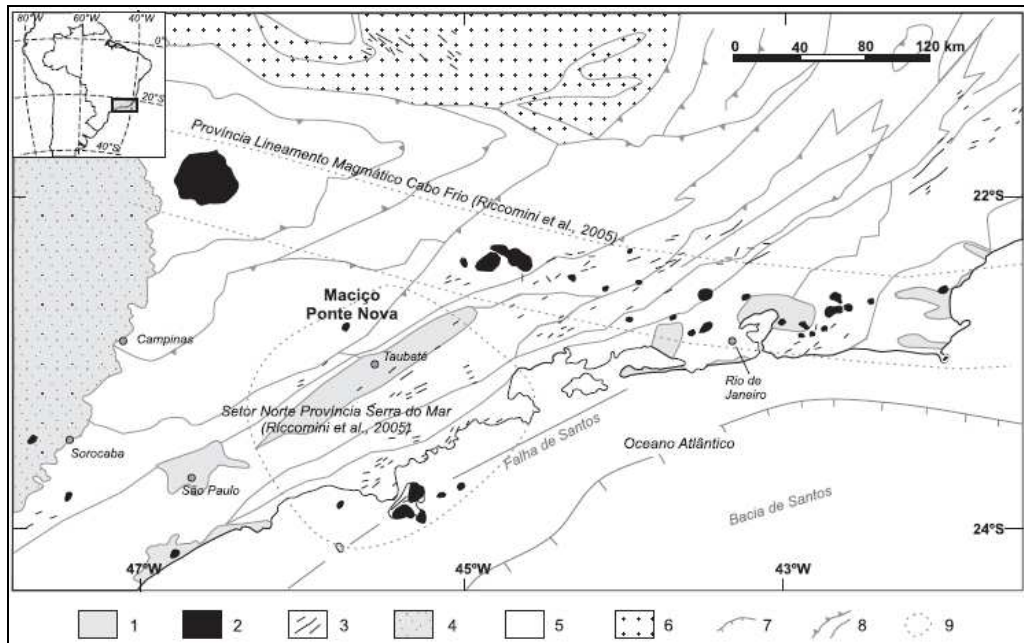 80°W
60°W
40°W
0°
20°S
40°S
0 40 80 120 km
Província Lineamento Magmático Cabo Frio (Riccomini et al., 2005)
22°S
Maciço
Ponte Nova
Campinas
Taubaté
Rio de
Janeiro
Setor Norte Província Serra do Mar
(Riccomini et al., 2005)
Sorocaba
São Paulo
Falha de Santos
Oceano Atlântico
Bacia de Santos
24°S
47°W
45°W
43°W
1 2 3 4 5 6 7 8 9